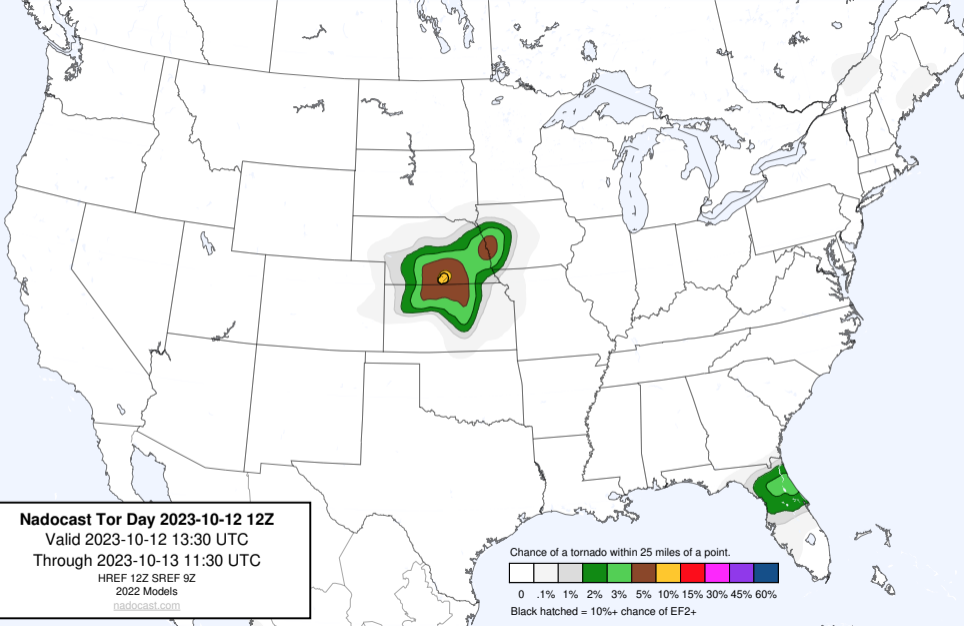 Nadocast Tor Day 2023-10-12 12Z
Valid 2023-10-12 13:30 UTC
Through 2023-10-13 11:30 UTC
HREF 12Z SREF 9Z
2022 Models
nadocast.com
Chance of a tornado within 25 miles of a point.
0 .1% 1% 2% 3% 5% 10% 15% 30% 45% 60%
Black hatched = 10%+ chance of EF2+